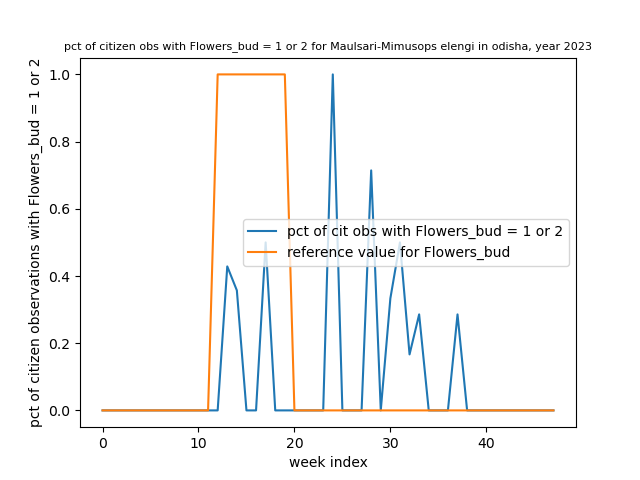 pct of citizen obs with Flowers_bud = 1 or 2 for Maulsari-Mimusops elengi in odisha, year 2023
pct of citizen observations with Flowers_bud = 1 or 2
1.0
0.8
0.6
0.4
0.2
0.0
pct of cit obs with Flowers_bud = 1 or 2
reference value for Flowers_bud
0 10 20 30 40
week index